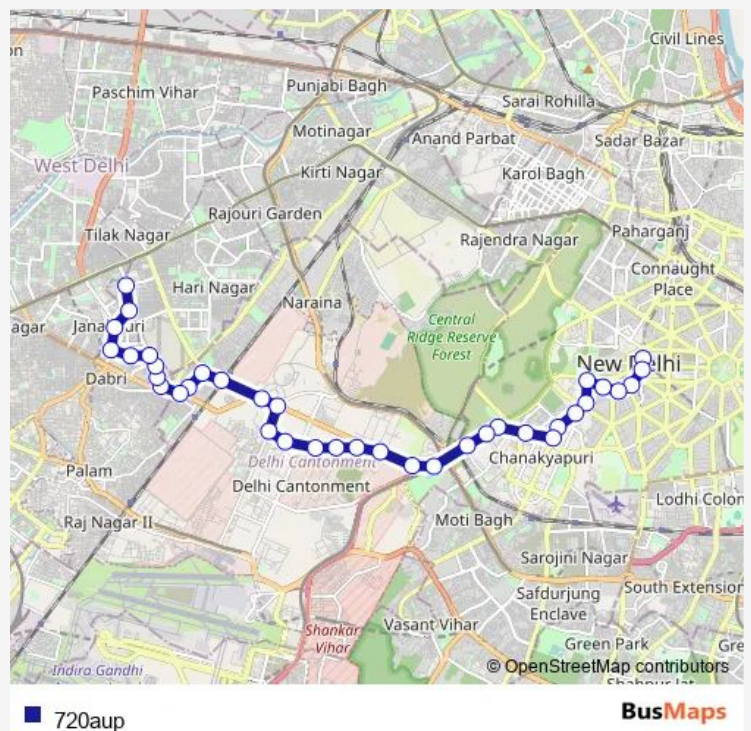 Civil Lines
Paschim Vihar
Punjabi Bagh
Sarai Rohilla
Motinagar
Anand Parbat
Sadar Bazar
West Delhi
Kirti Nagar
Karol Bagh
Rajouri Garden
Tilak Nagar
Rajendra Nagar
Paharganj
Connaught
Place
Hari Nagar
Naraina
Central
Ridge Reserve
Forest
agar
New Delhi
Dabri
Chanakyapuri
Delhi Cantonment
Palam
Delhi Cantonment
Lodhi Colon
Raj Nagar II
Moti Bagh
Sarojini Nagar
South Extension
Safdurjung
Enclave
Vasant Vihar
Shankar
Vihar
Green Park
Gre
Indira Gandhi
© OpenStreetMap contributors
720aup
BusMaps